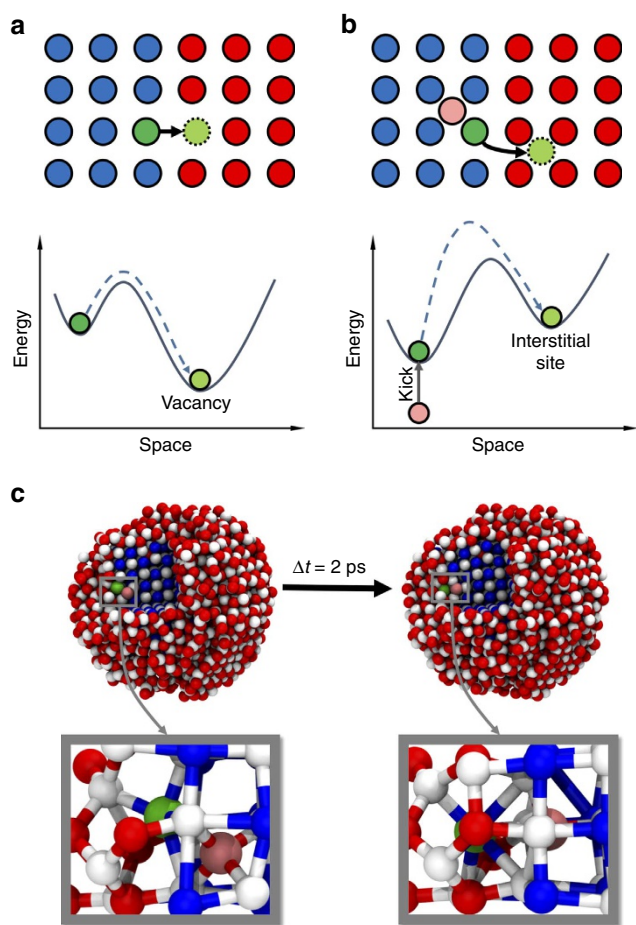 a
b
Energy
Vacancy
Space
Energy
Kick
Interstitial
site
Space
c
Δt = 2 ps